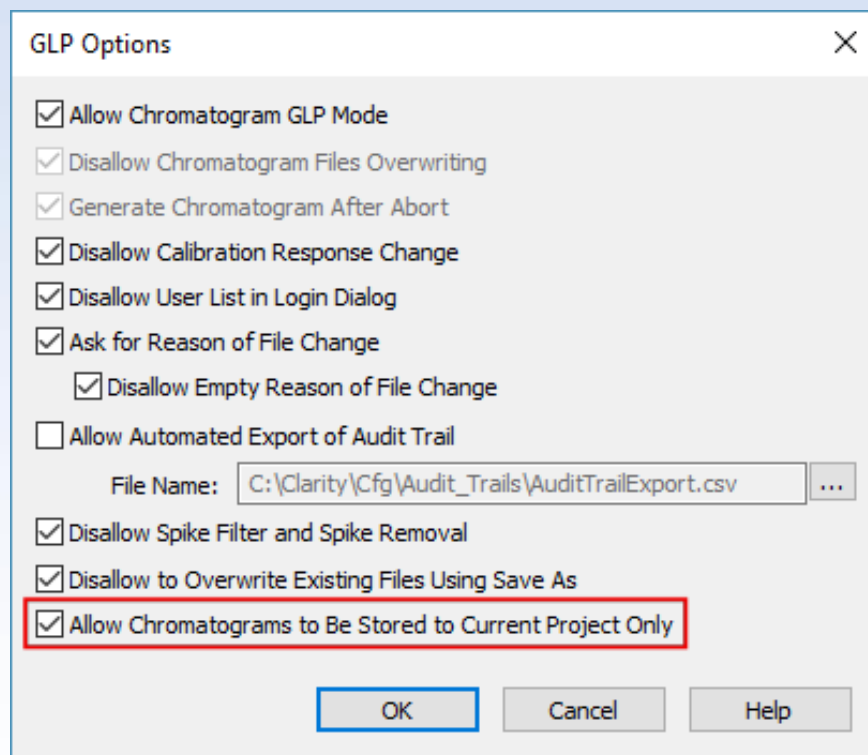 GLP Options
Allow Chromatogram GLP Mode
Disallow Chromatogram Files Overwriting
Generate Chromatogram After Abort
Disallow Calibration Response Change
Disallow User List in Login Dialog
Ask for Reason of File Change
Disallow Empty Reason of File Change
Allow Automated Export of Audit Trail
File Name: C:\Clarity\Cfg\Audit_Trails\AuditTrailExport.csv ...
Disallow Spike Filter and Spike Removal
Disallow to Overwrite Existing Files Using Save As
Allow Chromatograms to Be Stored to Current Project Only
OK Cancel Help